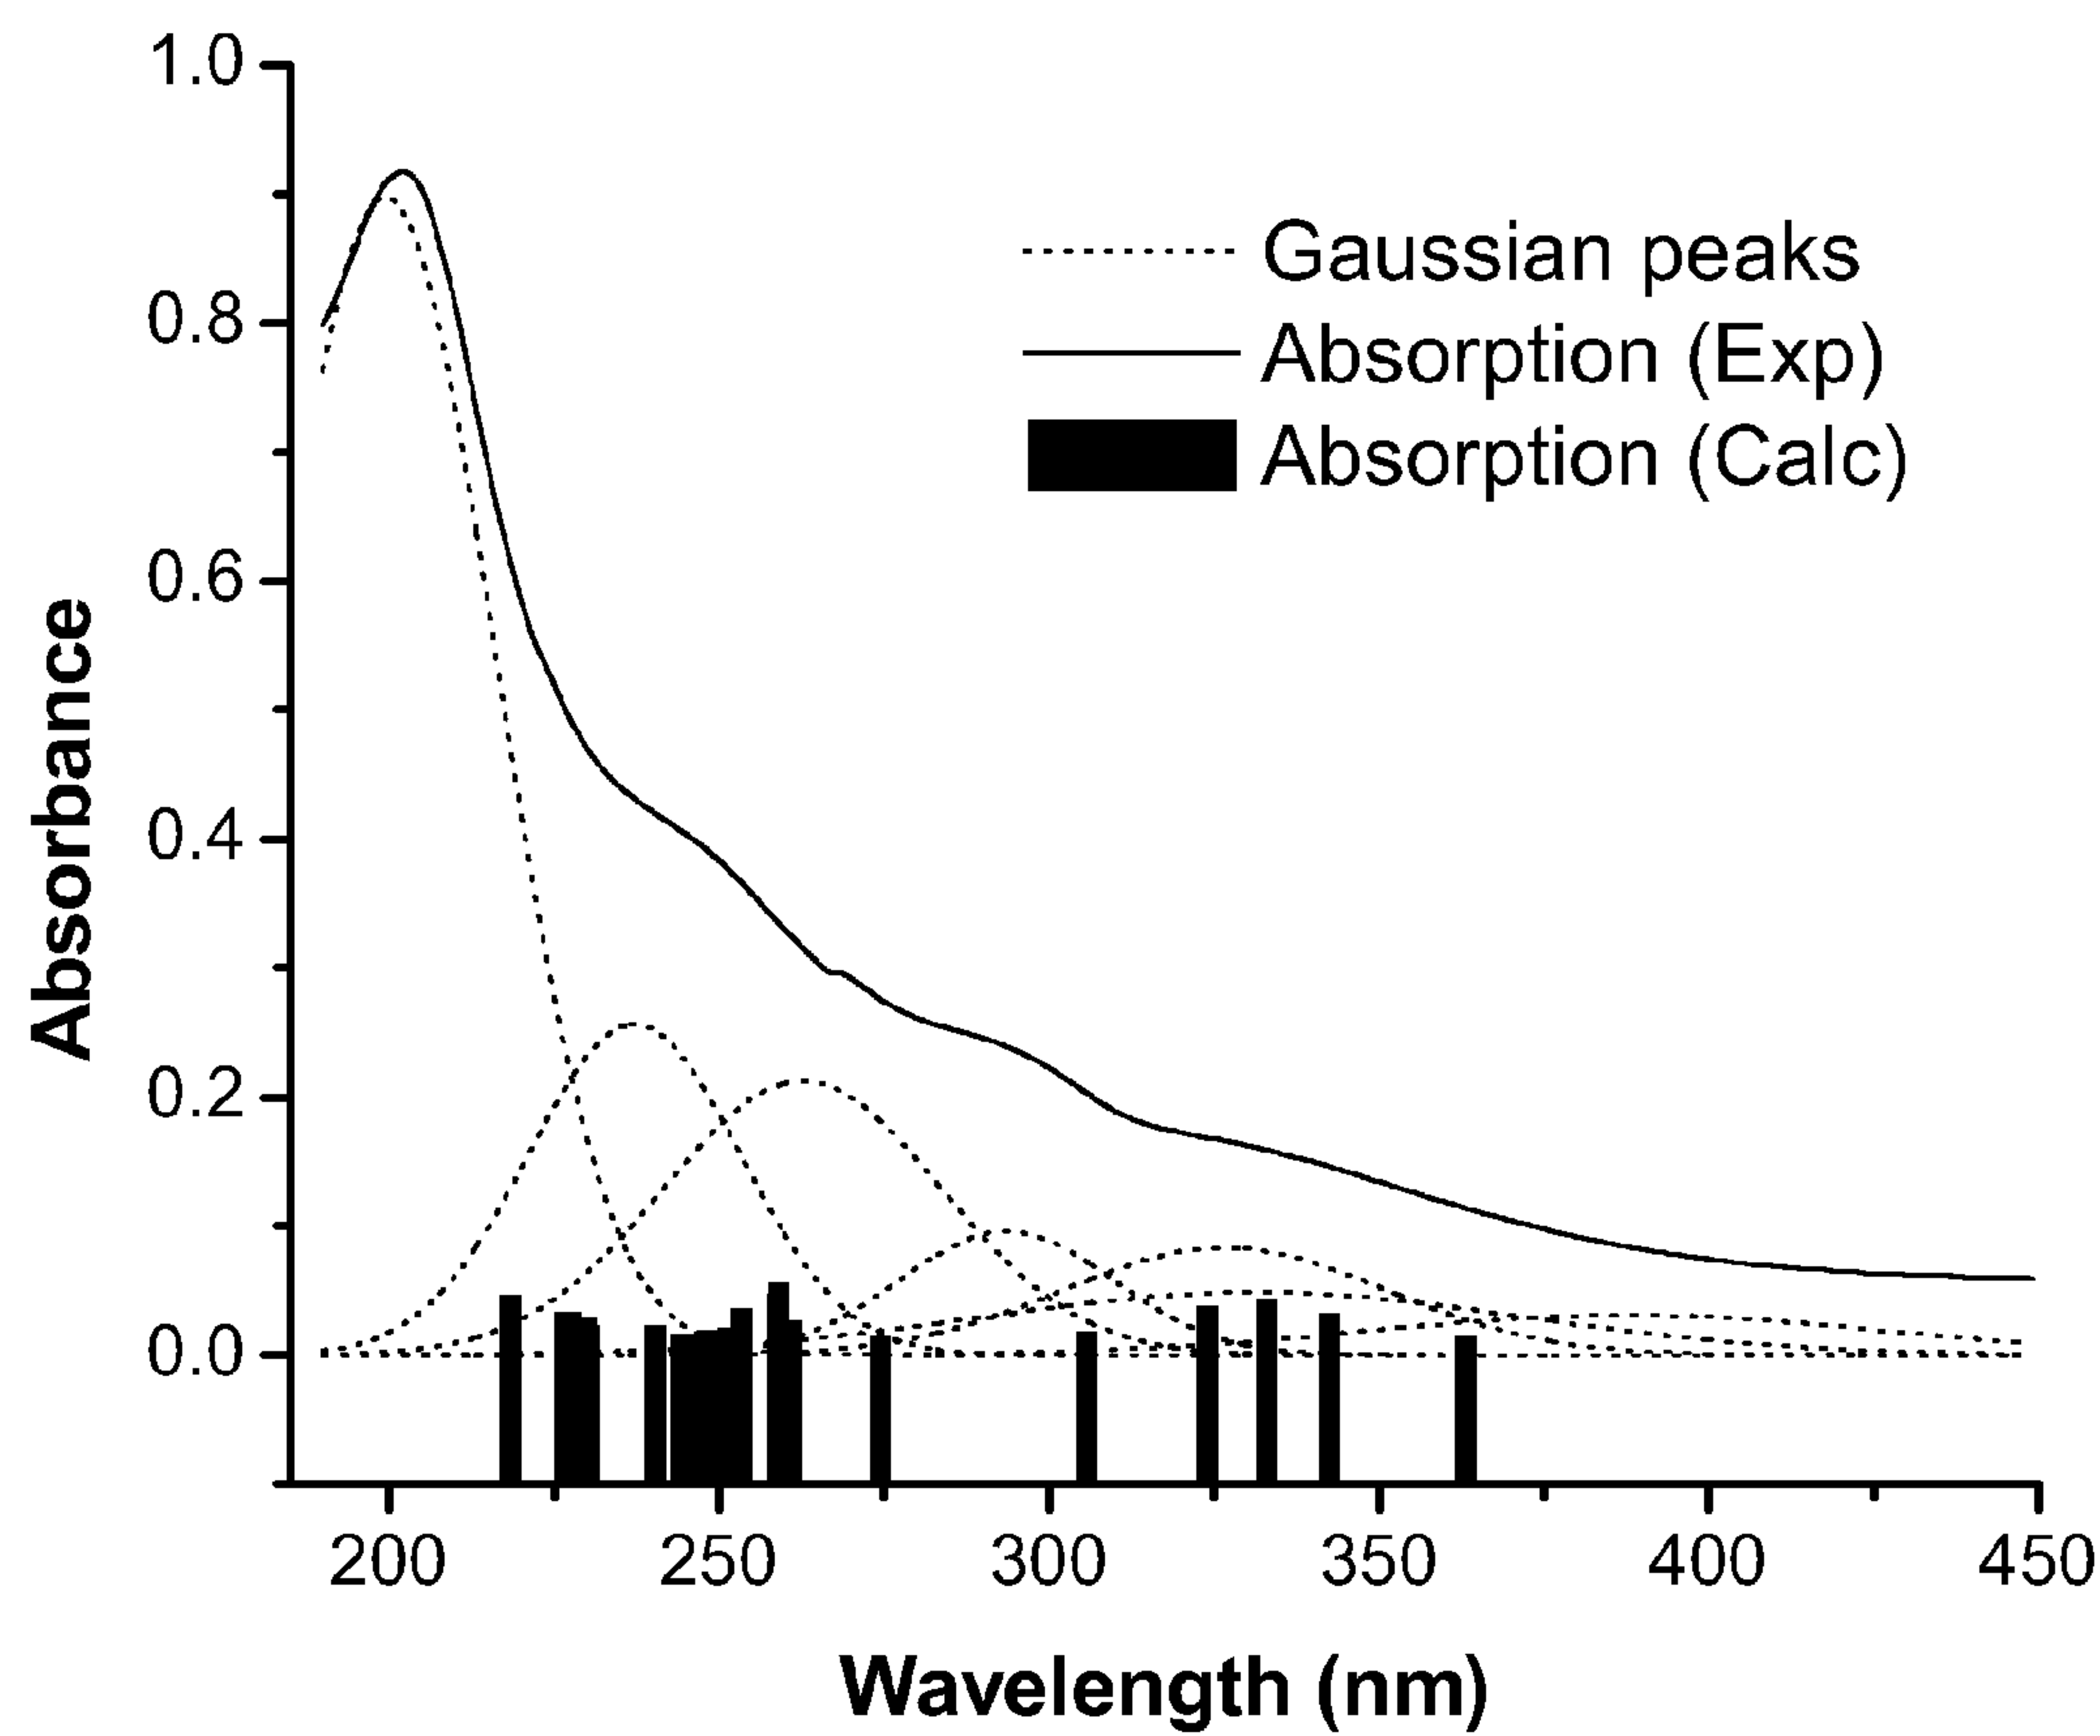 1.0
0.8
0.6
0.4
0.2
0.0
Absorbance
Gaussian peaks
Absorption (Exp)
Absorption (Calc)
200 250 300 350 400 450
Wavelength (nm)